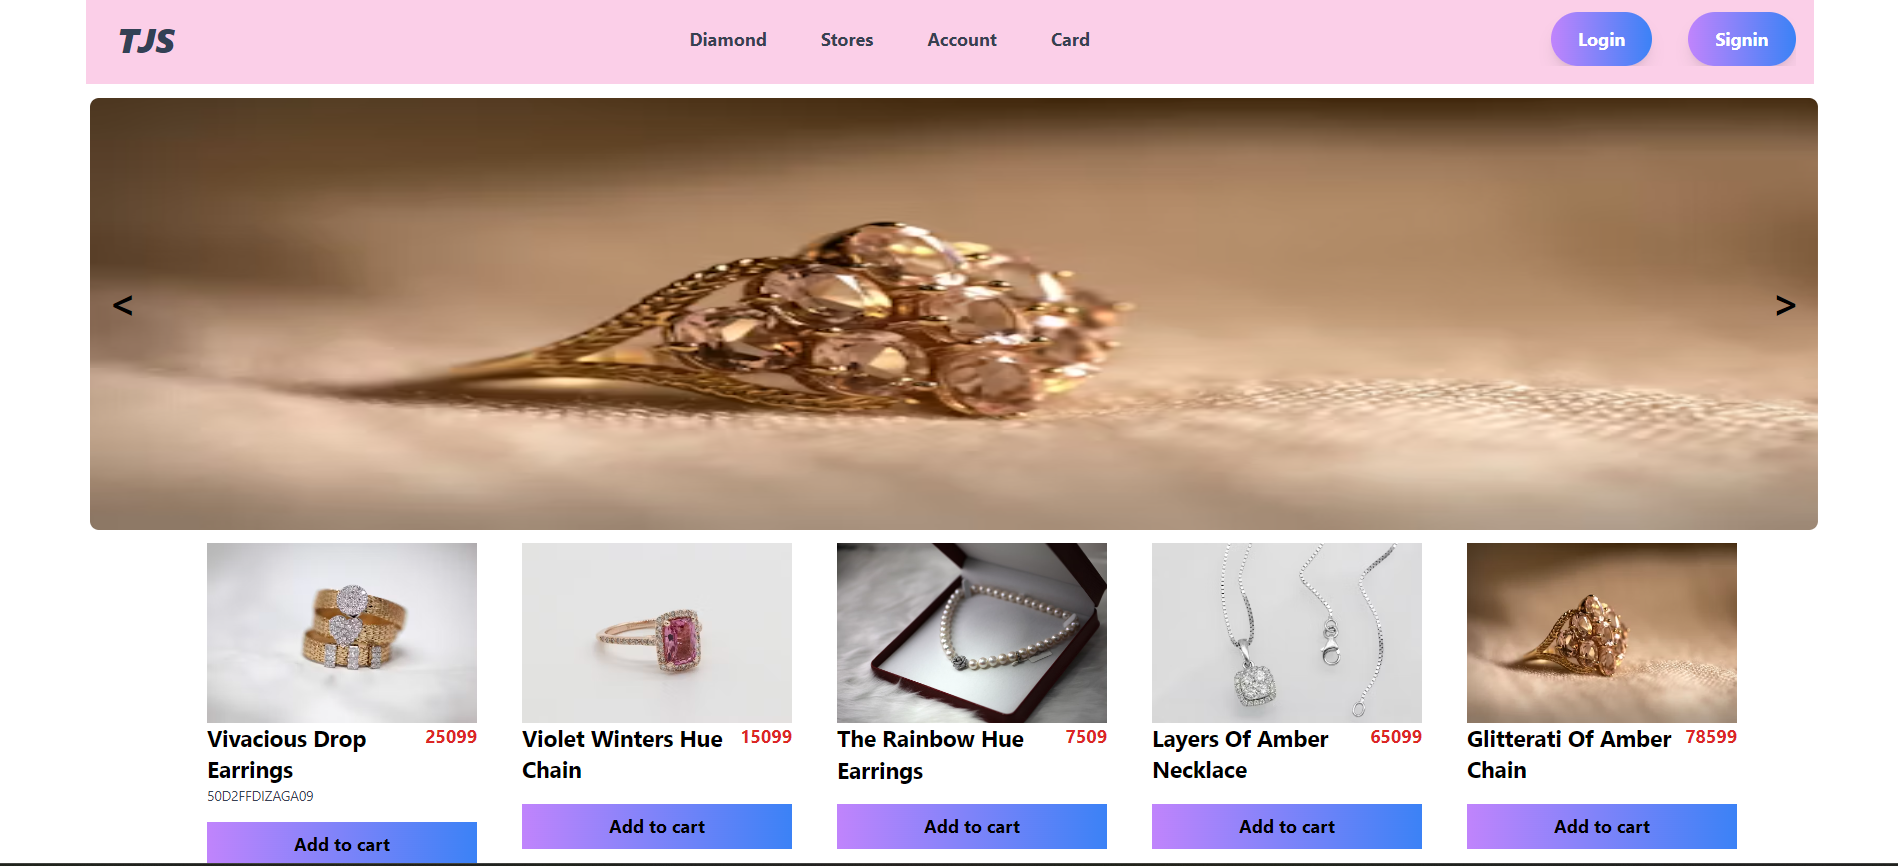 TJS
Diamond Stores Account Card
Login Signin
< >
Vivacious Drop 25099
Earrings
50D2FFDIZAGA09
Add to cart
Violet Winters Hue 15099
Chain
Add to cart
The Rainbow Hue 7509
Earrings
Add to cart
Layers Of Amber 65099
Necklace
Add to cart
Glitterati Of Amber 78599
Chain
Add to cart